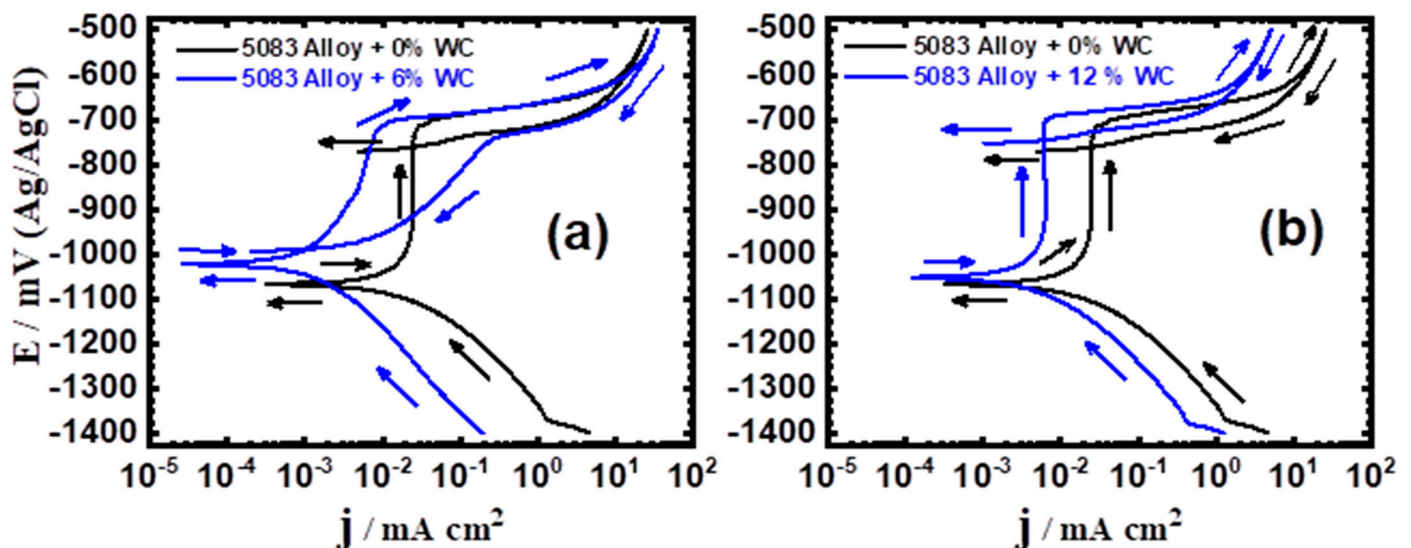 E / mV (Ag/AgCl)
-500
-600
-700
-800
-900
-1000
-1100
-1200
-1300
-1400
5083 Alloy + 0% WC
5083 Alloy + 6% WC
(a)
10⁻⁵ 10⁻⁴ 10⁻³ 10⁻² 10⁻¹ 10⁰ 10¹ 10²
j / mA cm²
-500
-600
-700
-800
-900
-1000
-1100
-1200
-1300
-1400
5083 Alloy + 0% WC
5083 Alloy + 12 % WC
(b)
10⁻⁵ 10⁻⁴ 10⁻³ 10⁻² 10⁻¹ 10⁰ 10¹ 10²
j / mA cm²